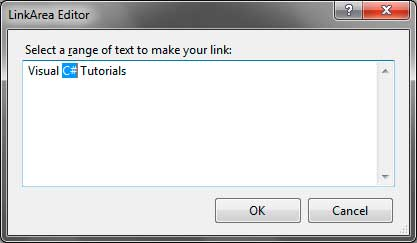 LinkArea Editor
Select a range of text to make your link:
Visual C# Tutorials
OK
Cancel